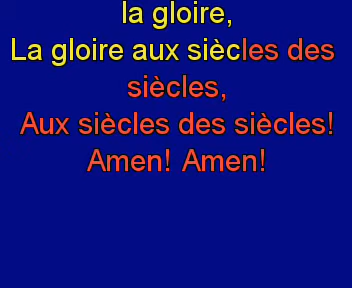 la gloire,
La gloire aux siècles des
siècles,
Aux siècles des siècles!
Amen! Amen!